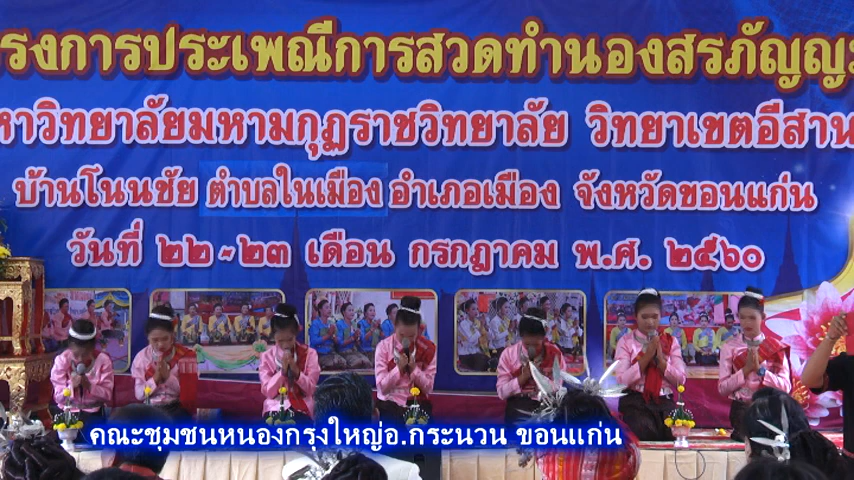 โครงการประเพณีการสวดทำนองสรภัญญะ
มหาวิทยาลัยมหามกุฏราชวิทยาลัย วิทยาเขตอีสาน
บ้านโนนชัย ตำบลในเมือง อำเภอเมือง จังหวัดขอนแก่น
วันที่ ๒๒ - ๒๓ เดือน กรกฎาคม พ.ศ. ๒๕๖๐
คณะชุมชนหนองกรุงใหญ่อ.กระนวน ขอนแก่น